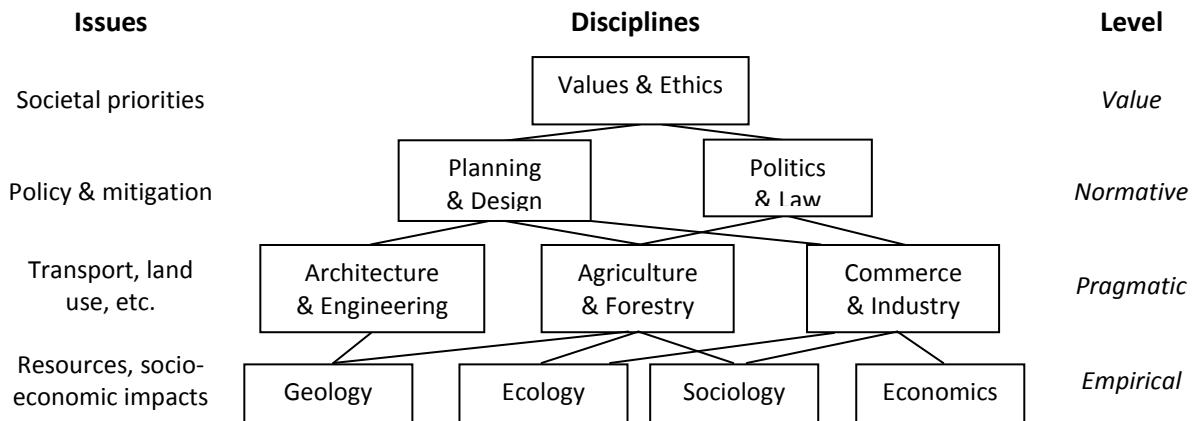 Issues
Disciplines
Level
Societal priorities
Values & Ethics
Value
Policy & mitigation
Planning
& Design
Politics
& Law
Normative
Transport, land
use, etc.
Architecture
& Engineering
Agriculture
& Forestry
Commerce
& Industry
Pragmatic
Resources, socio-
economic impacts
Geology
Ecology
Sociology
Economics
Empirical